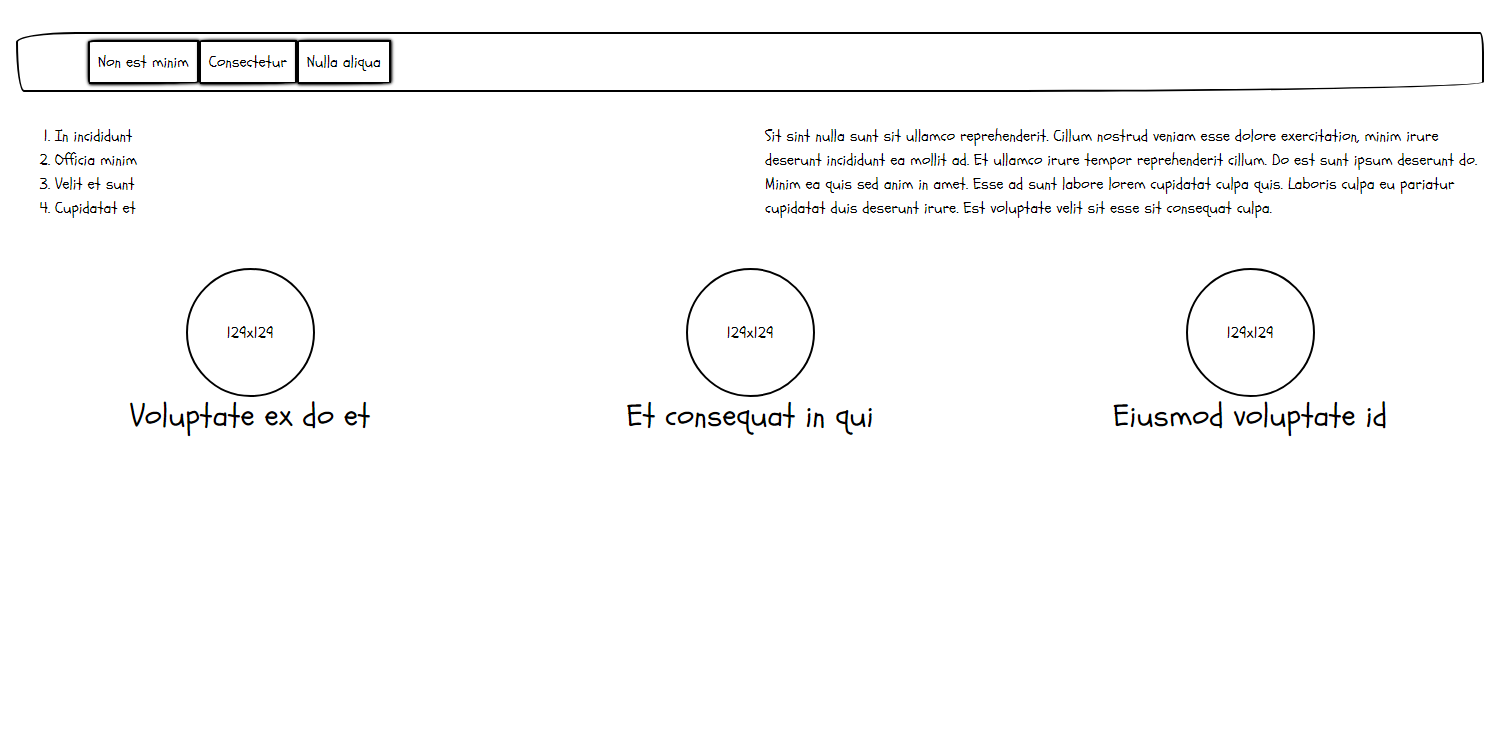 Non est minim Consectetur Nulla aliqua
1. In incididunt
2. Officia minim
3. Velit et sunt
4. Cupidatat et
Sit sint nulla sunt sit ullamco reprehenderit. Cillum nostrud veniam esse dolore exercitation, minim irure
deserunt incididunt ea mollit ad. Et ullamco irure tempor reprehenderit cillum. Do est sunt ipsum deserunt do.
Minim ea quis sed anim in amet. Esse ad sunt labore lorem cupidatat culpa quis. Laboris culpa eu pariatur
cupidatat duis deserunt irure. Est voluptate velit sit esse sit consequat culpa.
129x129 129x129 129x129
Voluptate ex do et Et consequat in qui Eiusmod voluptate id